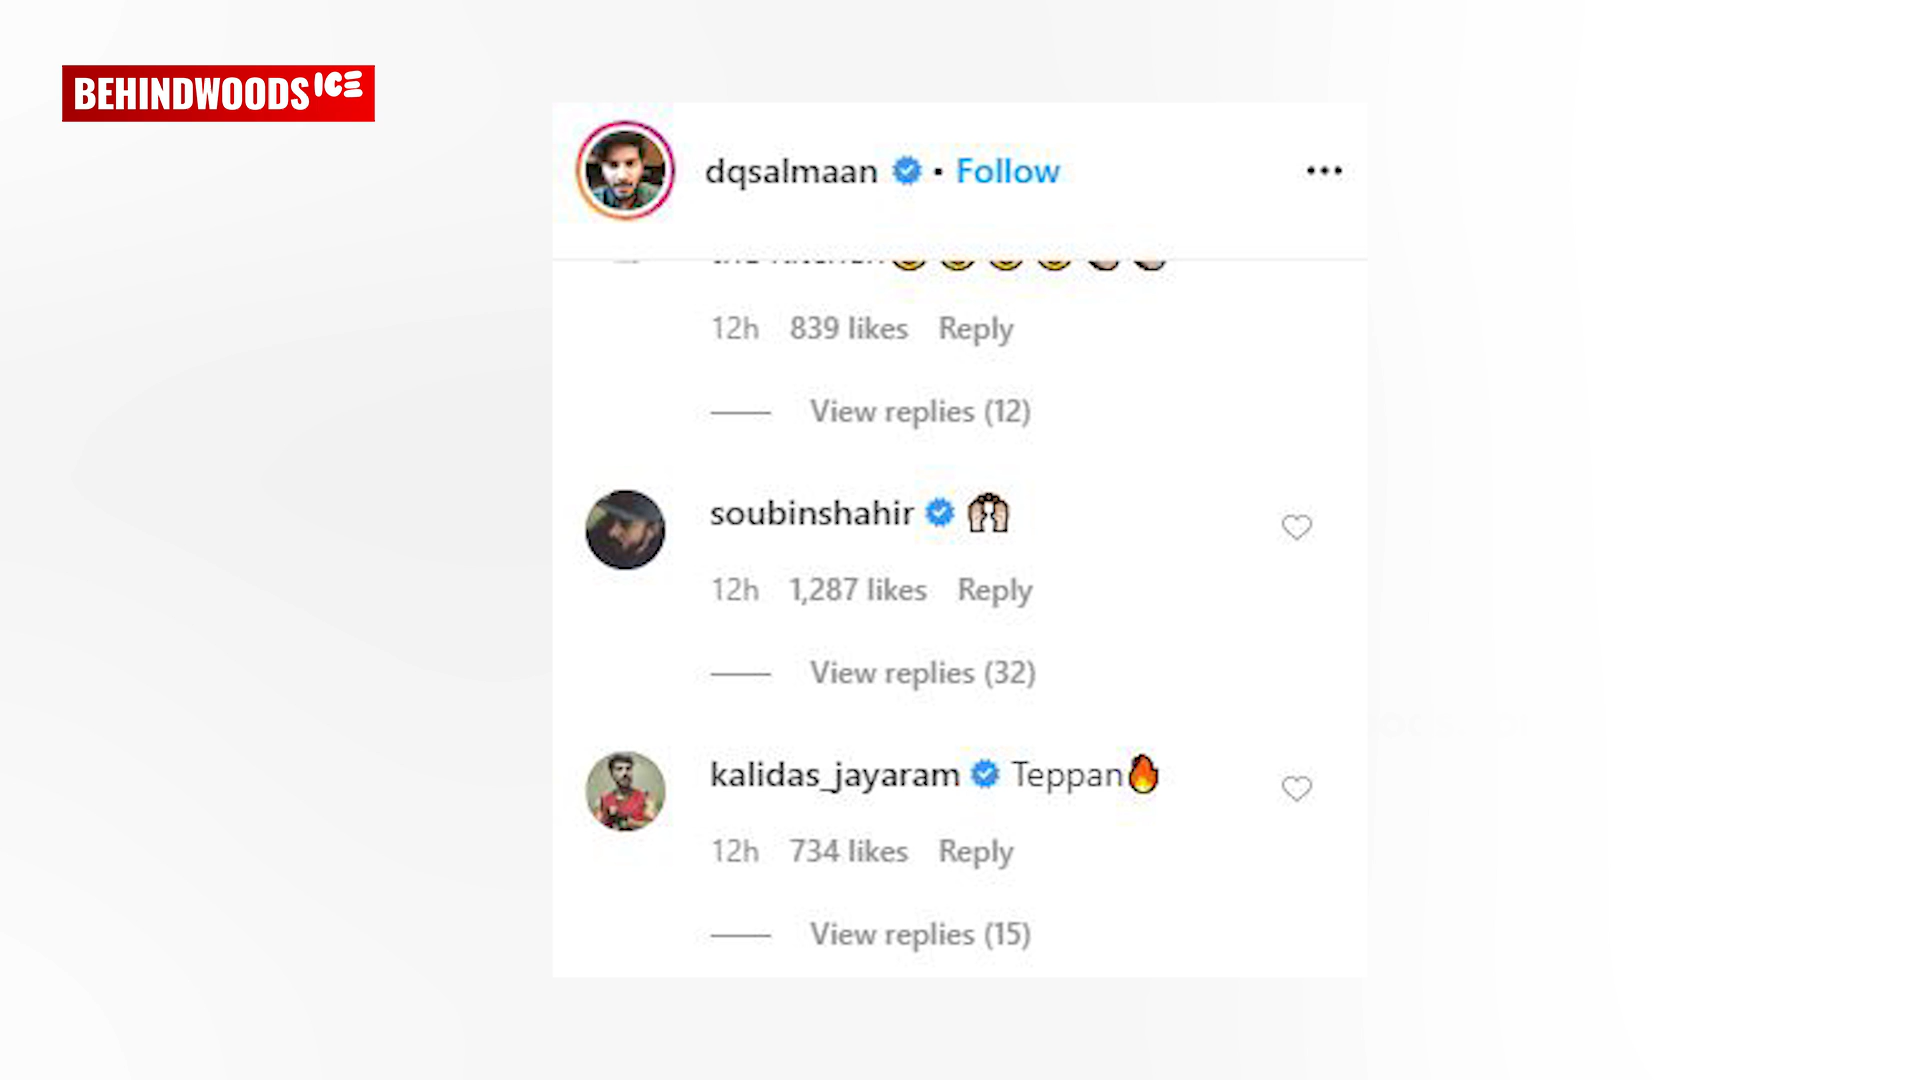 BEHINDWOODS ICE
dqsalmaan • Follow •••
12h 839 likes Reply
View replies (12)
soubinshahir 🙌
12h 1,287 likes Reply
View replies (32)
kalidas_jayaram Teppan🔥
12h 734 likes Reply
View replies (15)